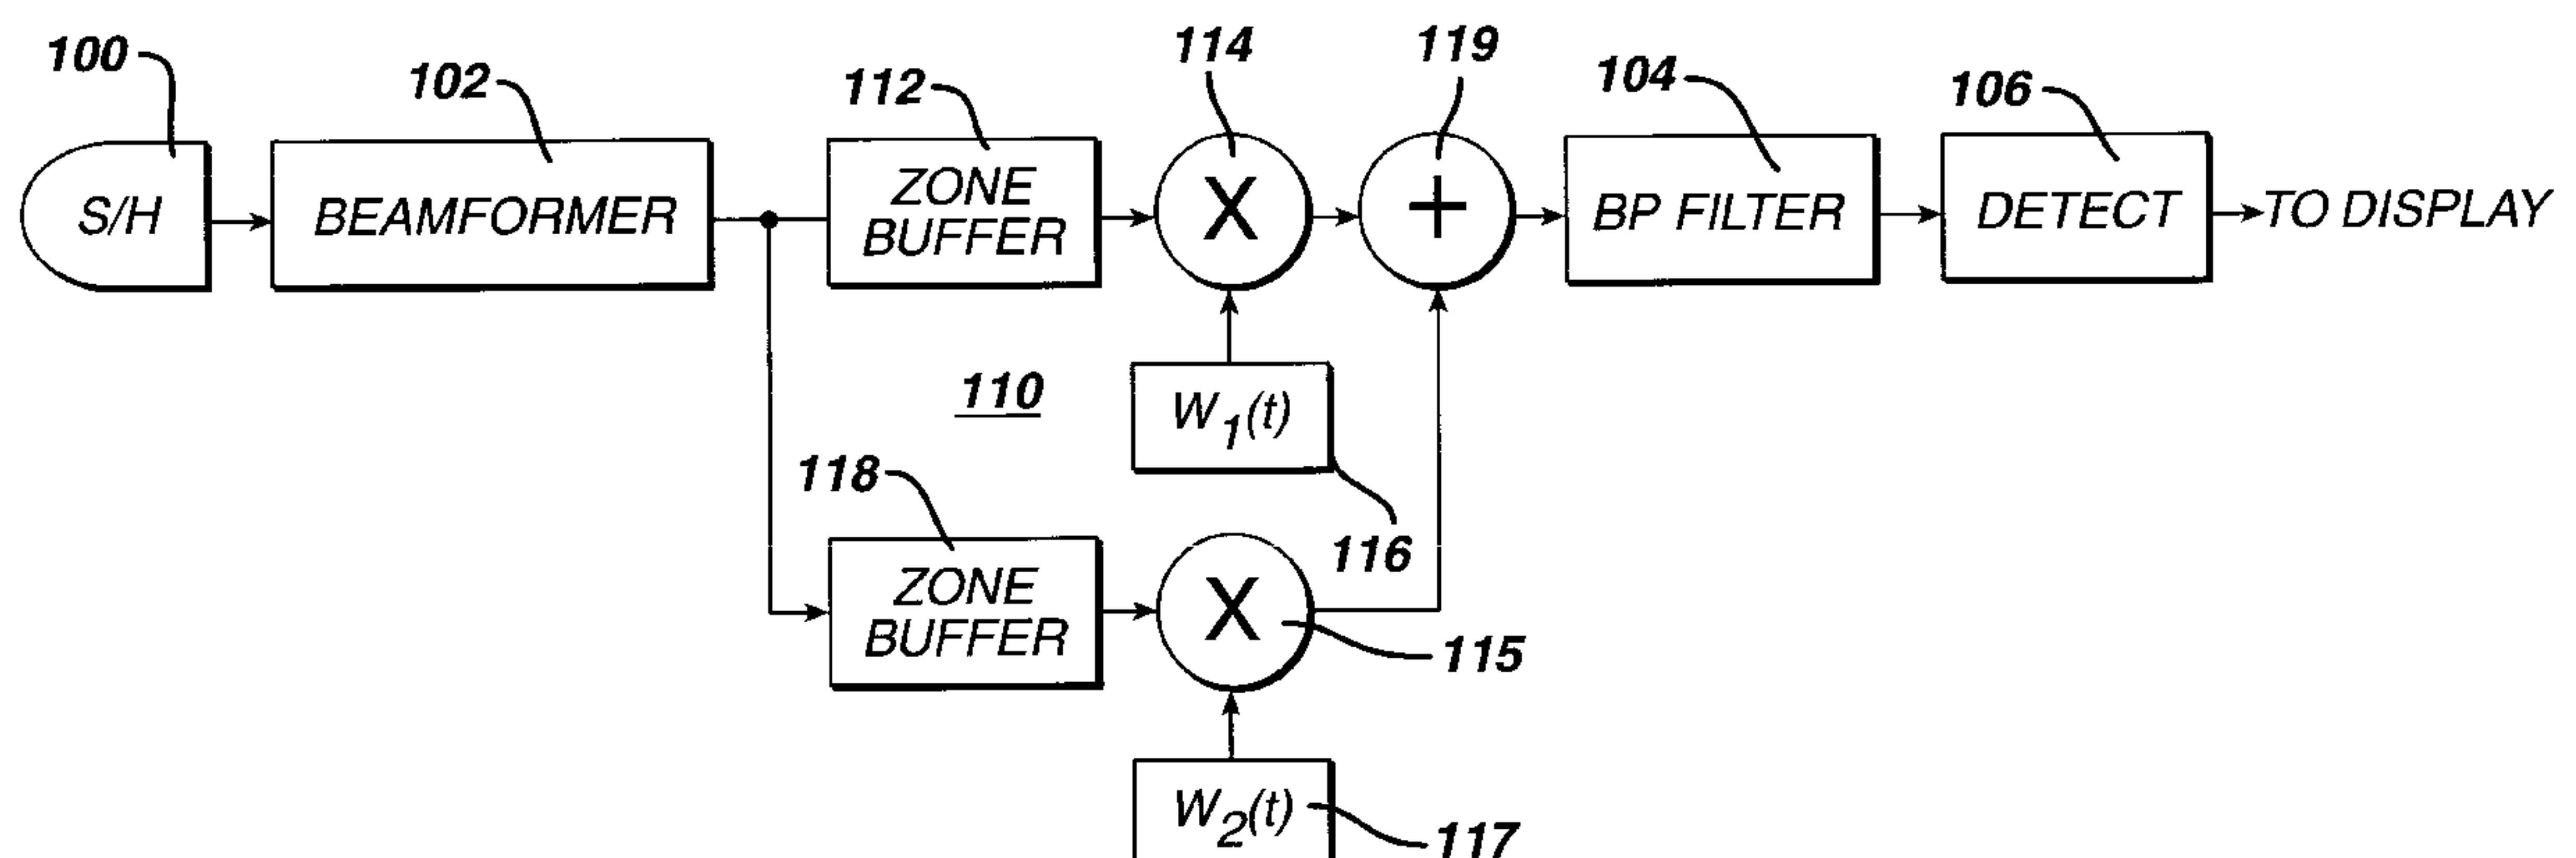 100
102
112
114
119
104
106
S/H
BEAMFORMER
ZONE
BUFFER
X
+
BP FILTER
DETECT
TO DISPLAY
110
W1(t)
116
118
ZONE
BUFFER
X
115
W2(t)
117